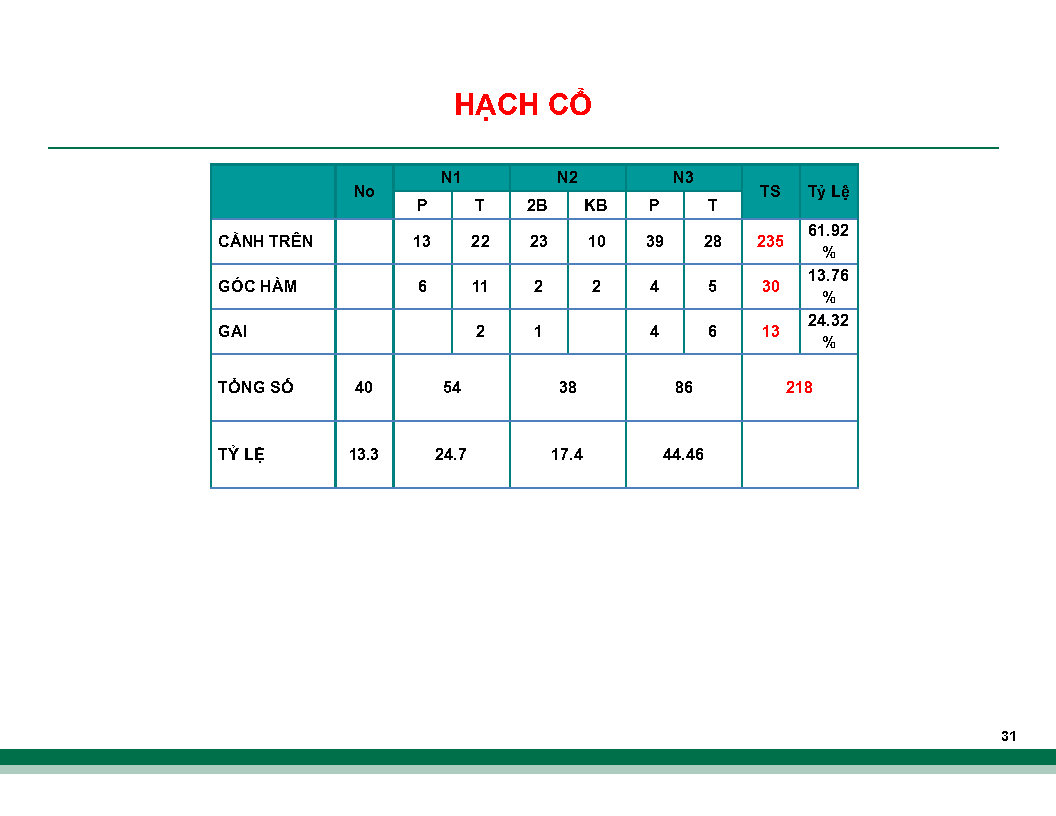 HẠCH CỔ
No N1 N2 N3 TS Tỷ Lệ
P T 2B KB P T
CẢNH TRÊN 13 22 23 10 39 28 235 61.92
%
GÓC HÀM 6 11 2 2 4 5 30 13.76
%
GAI 2 1 4 6 13 24.32
%
TỔNG SỐ 40 54 38 86 218
TỶ LỆ 13.3 24.7 17.4 44.46
31